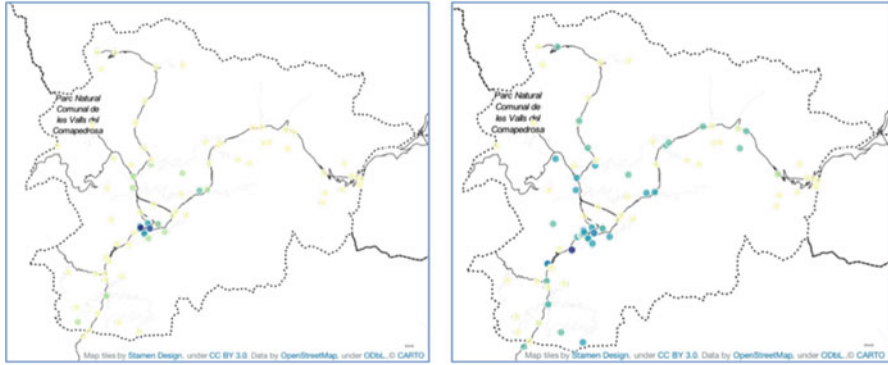 Parc Natural
Comunal de
les Valls del
Comapedrosa
Map tiles by Stamen Design, under CC BY 3.0. Data by OpenStreetMap, under ODbL. © CARTO
Parc Natural
Comunal de
les Valls del
Comapedrosa
Map tiles by Stamen Design, under CC BY 3.0. Data by OpenStreetMap, under ODbL. © CARTO